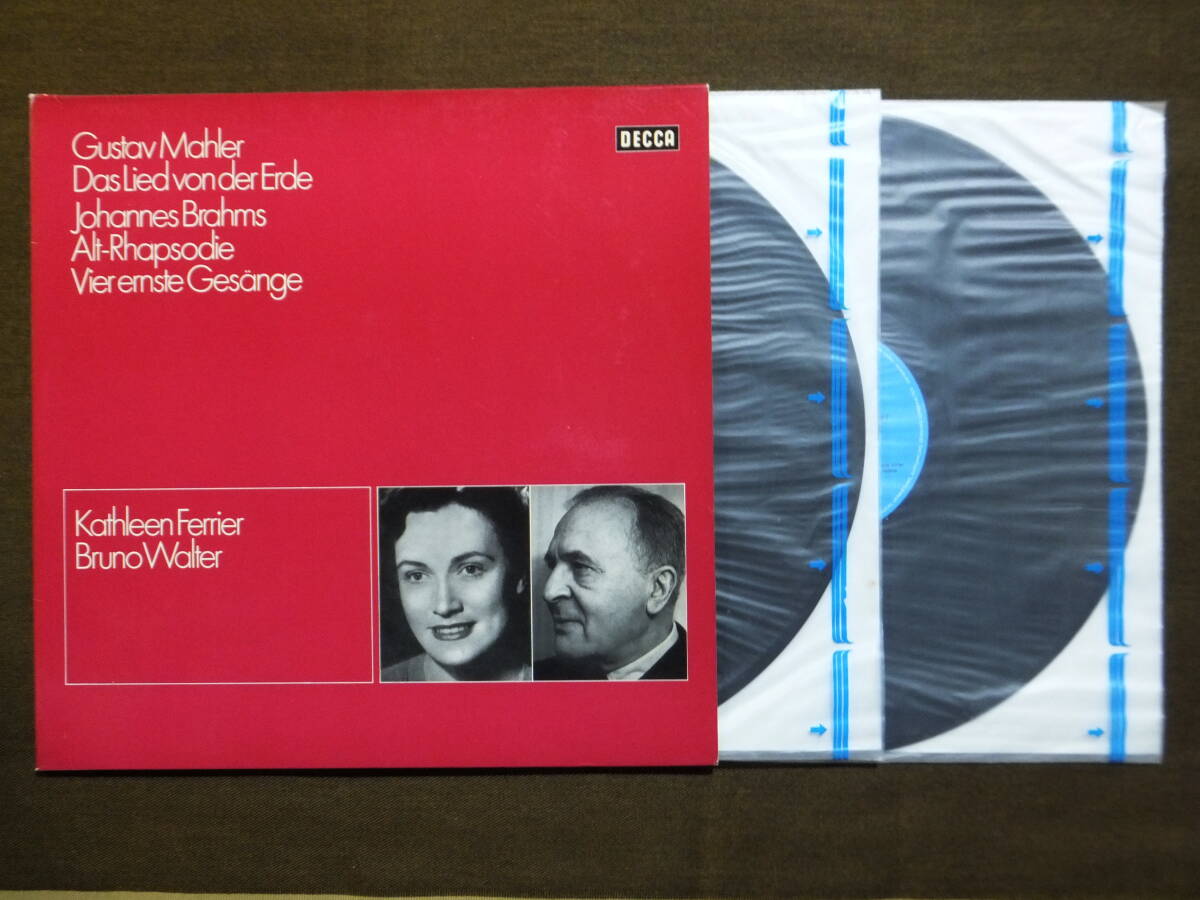 Gustav Mahler
Das Lied von der Erde
Johannes Brahms
Alt-Rhapsodie
Vier ernste Gesänge
DECCA
Kathleen Ferrier
Bruno Walter